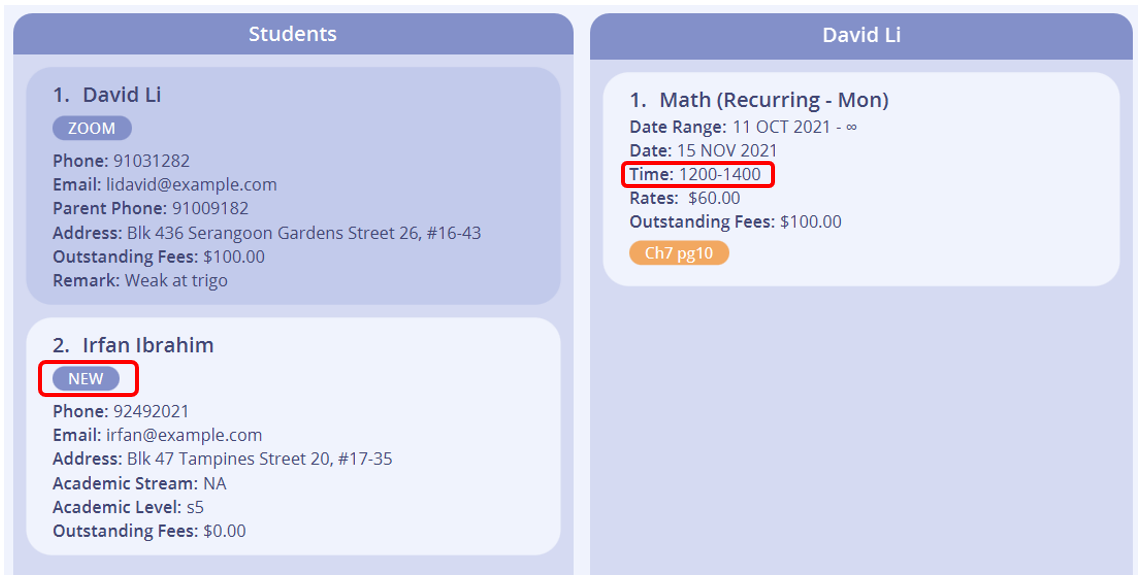 Students
1. David Li
ZOOM
Phone: 91031282
Email: lidavid@example.com
Parent Phone: 91009182
Address: Blk 436 Serangoon Gardens Street 26, #16-43
Outstanding Fees: $100.00
Remark: Weak at trigo
2. Irfan Ibrahim
NEW
Phone: 92492021
Email: irfan@example.com
Address: Blk 47 Tampines Street 20, #17-35
Academic Stream: NA
Academic Level: s5
Outstanding Fees: $0.00
David Li
1. Math (Recurring - Mon)
Date Range: 11 OCT 2021 - ∞
Date: 15 NOV 2021
Time: 1200-1400
Rates: $60.00
Outstanding Fees: $100.00
Ch7 pg10